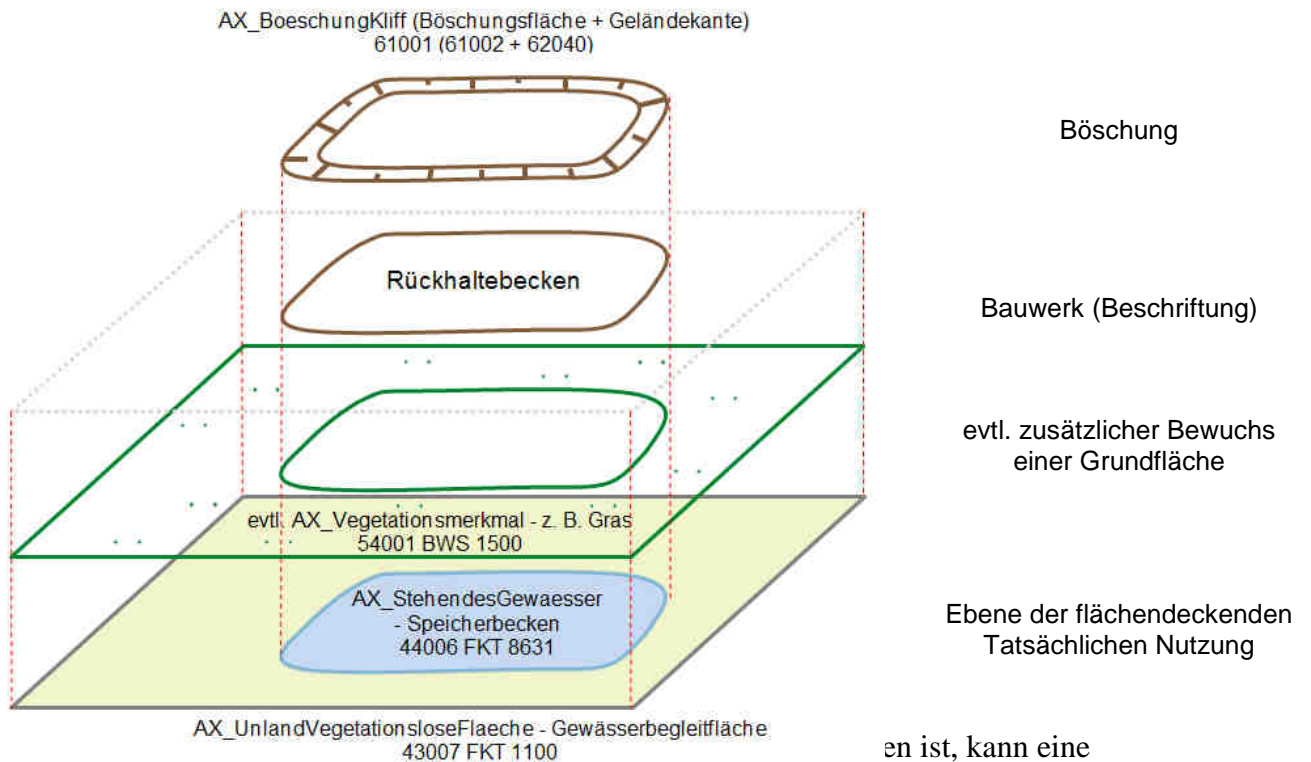 AX_BoeschungKliff (Böschungsfläche + Geländekante)
61001 (61002 + 62040)
Böschung
Rückhaltebecken
Bauwerk (Beschriftung)
evtl. zusätzlicher Bewuchs
einer Grundfläche
evtl. AX_Vegetationsmerkmal - z. B. Gras
54001 BWS 1500
AX_StehendesGewaesser
- Speicherbecken
44006 FKT 8631
Ebene der flächendeckenden
Tatsächlichen Nutzung
AX_UnlandVegetationsloseFlaeche - Gewässerbegleitfläche
43007 FKT 1100
en ist, kann eine